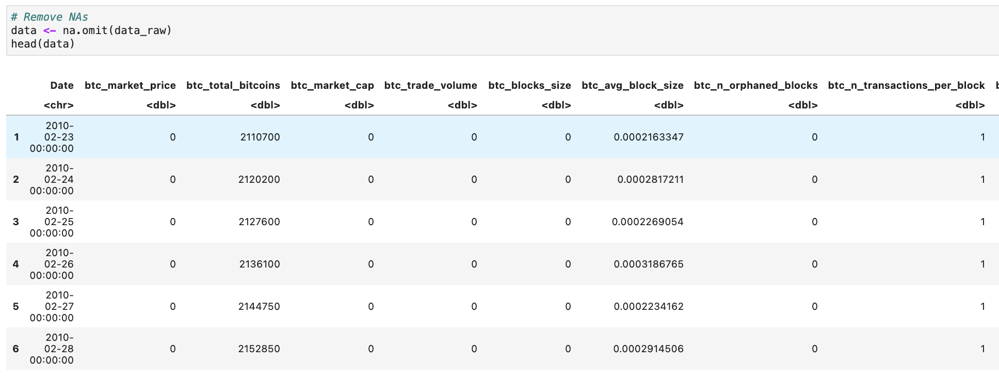 # Remove NAs
data <- na.omit(data_raw)
head(data)
Date btc_market_price btc_total_bitcoins btc_market_cap btc_trade_volume btc_blocks_size btc_avg_block_size btc_n_orphaned_blocks btc_n_transactions_per_block
<chr> <dbl> <dbl> <dbl> <dbl> <dbl> <dbl> <dbl> <dbl>
1 2010-02-23 00:00:00 0 2110700 0 0 0 0.0002163347 0 1
2 2010-02-24 00:00:00 0 2120200 0 0 0 0.0002817211 0 1
3 2010-02-25 00:00:00 0 2127600 0 0 0 0.0002269054 0 1
4 2010-02-26 00:00:00 0 2136100 0 0 0 0.0003186765 0 1
5 2010-02-27 00:00:00 0 2144750 0 0 0 0.0002234162 0 1
6 2010-02-28 00:00:00 0 2152850 0 0 0 0.0002914506 0 1